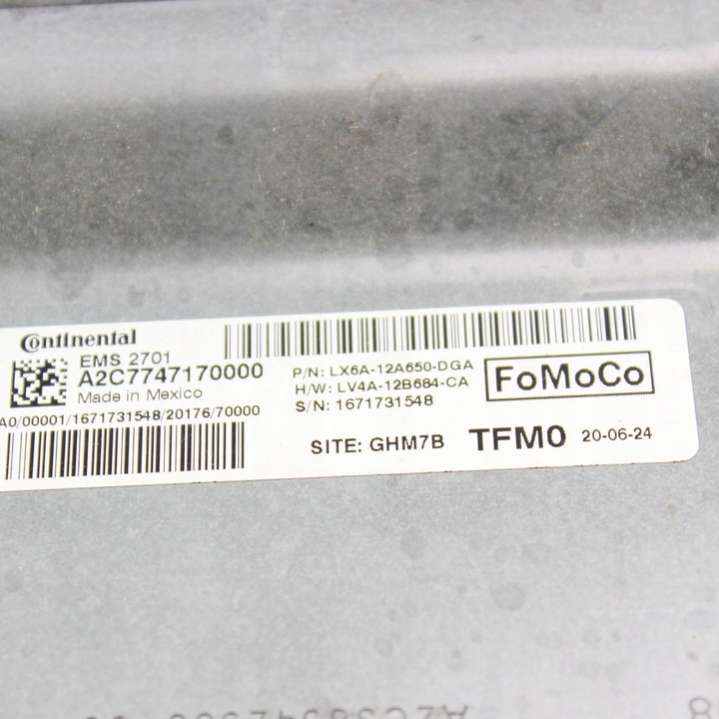 Continental
EMS 2701
A2C7747170000
Made in Mexico
A0/00001/1671731548/20176/70000
P/N: LX6A-12A650-DGA
H/W: LV4A-12B684-CA
S/N: 1671731548
FoMoCo
SITE: GHM7B TFM0 20-06-24